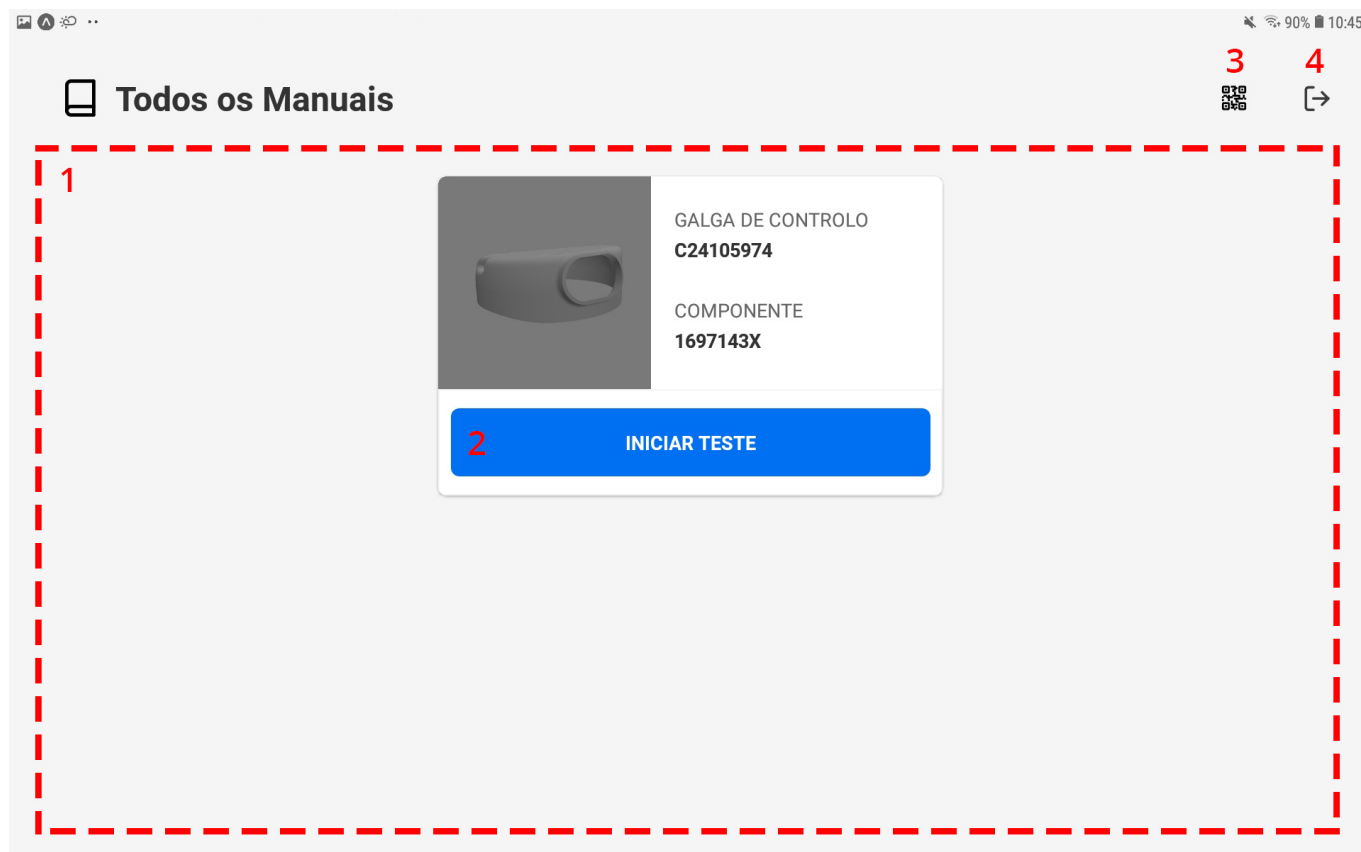 90% 10:45
3 4
Todos os Manuais
1
GALGA DE CONTROLO
C24105974
COMPONENTE
1697143X
2 INICIAR TESTE